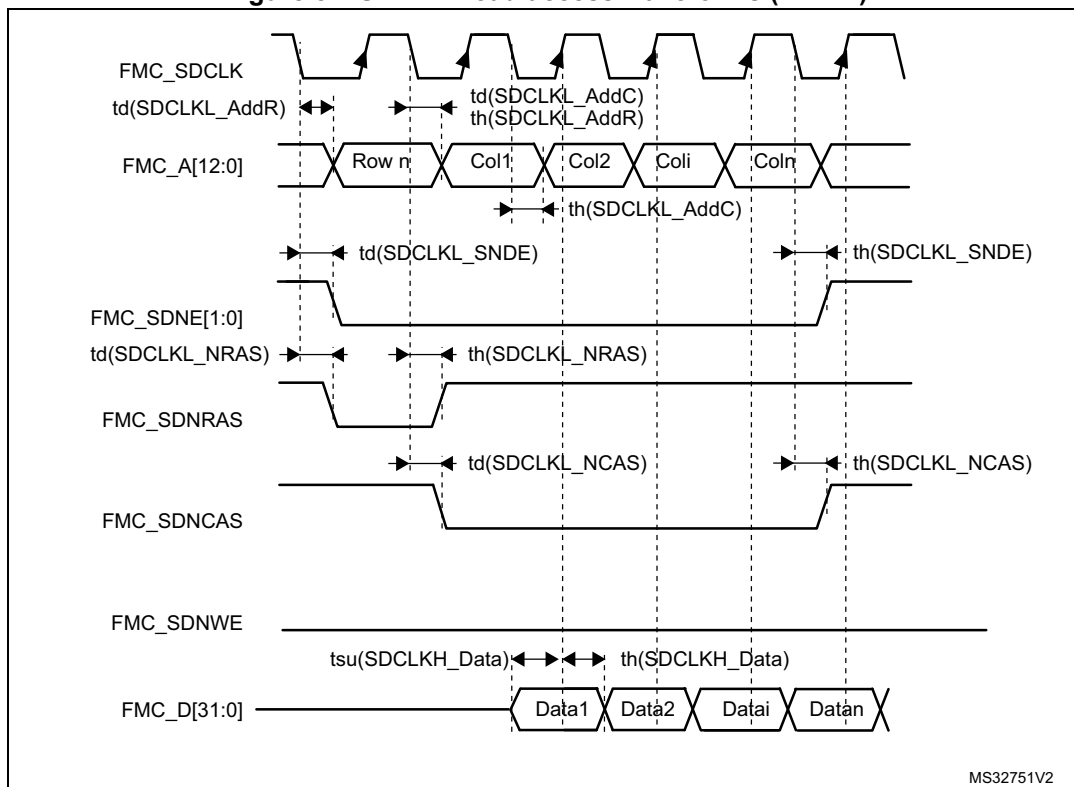 FMC_SDCLK
td(SDCLKL_AddR)
td(SDCLKL_AddC)
th(SDCLKL_AddR)
FMC_A[12:0]
Row n
Col1
Col2
Coli
Coln
th(SDCLKL_AddC)
td(SDCLKL_SNDE)
th(SDCLKL_SNDE)
FMC_SDNE[1:0]
td(SDCLKL_NRAS)
th(SDCLKL_NRAS)
FMC_SDNRAS
td(SDCLKL_NCAS)
th(SDCLKL_NCAS)
FMC_SDNCAS
FMC_SDNWE
tsu(SDCLKH_Data)
th(SDCLKH_Data)
FMC_D[31:0]
Data1
Data2
Datai
Datan
MS32751V2